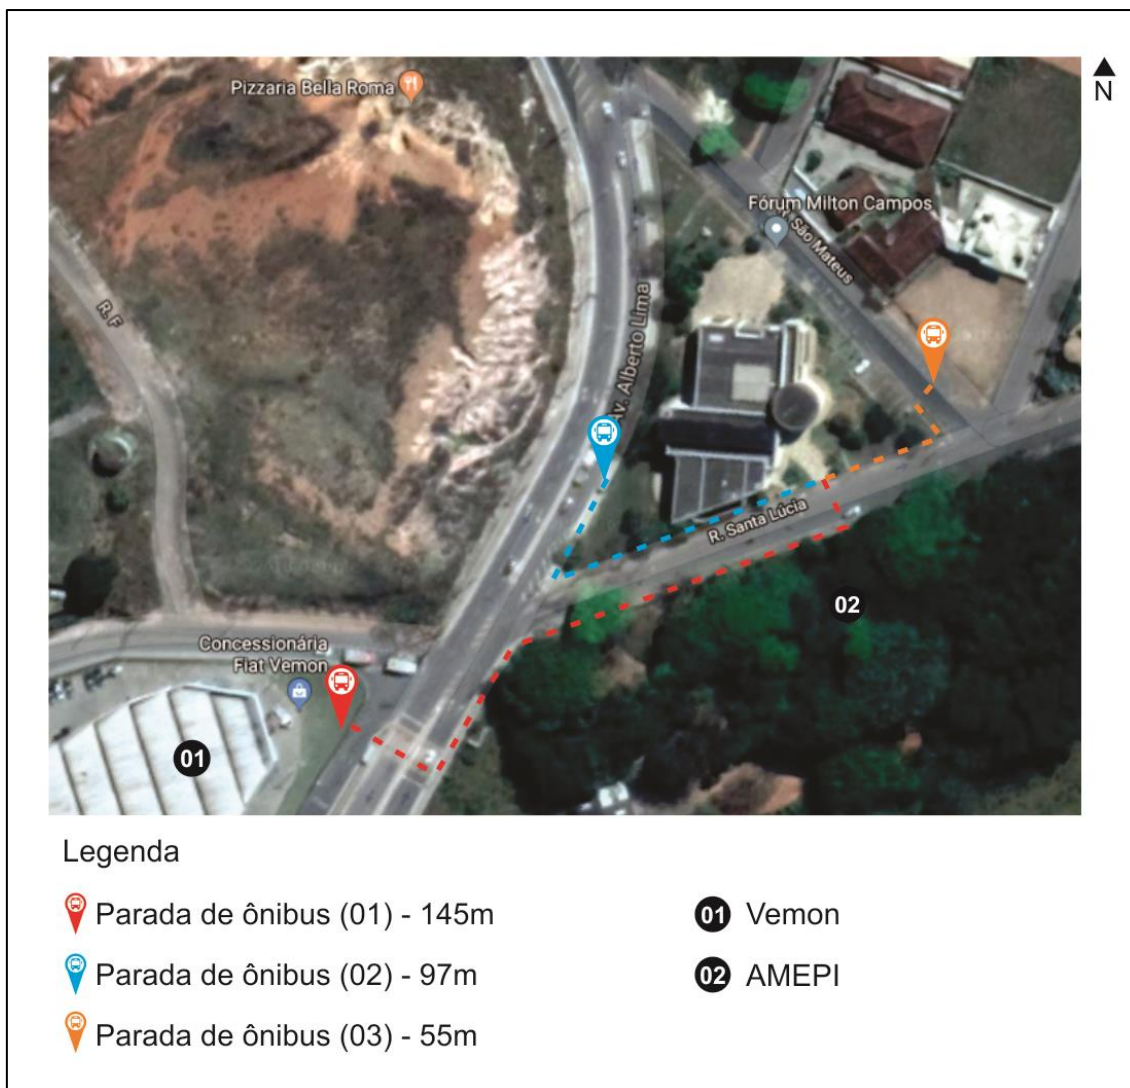 N
Pizzaria Bella Roma
Fórum Milton Campos
R. São Mateus
R. F
Av. Alberto Lima
R. Santa Lúcia
02
Concessionária
Fiat Vemon
01
Legenda
Parada de ônibus (01) - 145m
01 Vemon
Parada de ônibus (02) - 97m
02 AMEPI
Parada de ônibus (03) - 55m